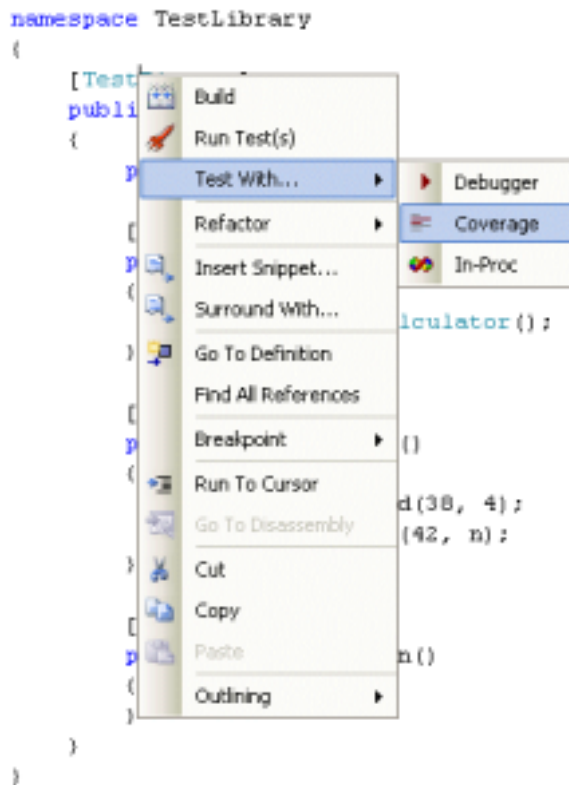 namespace TestLibrary
{
[Test
publi
{
Build
Run Test(s)
p
Test With...
Debugger
[
Refactor
Coverage
p
Insert Snippet...
In-Proc
{
Surround With...
lculator();
}
Go To Definition
Find All References
[
p
Breakpoint
()
{
Run To Cursor
d(38, 4);
Go To Disassembly
(42, n);
}
Cut
Copy
[
p
Paste
n()
{
Outlining
}
}
}